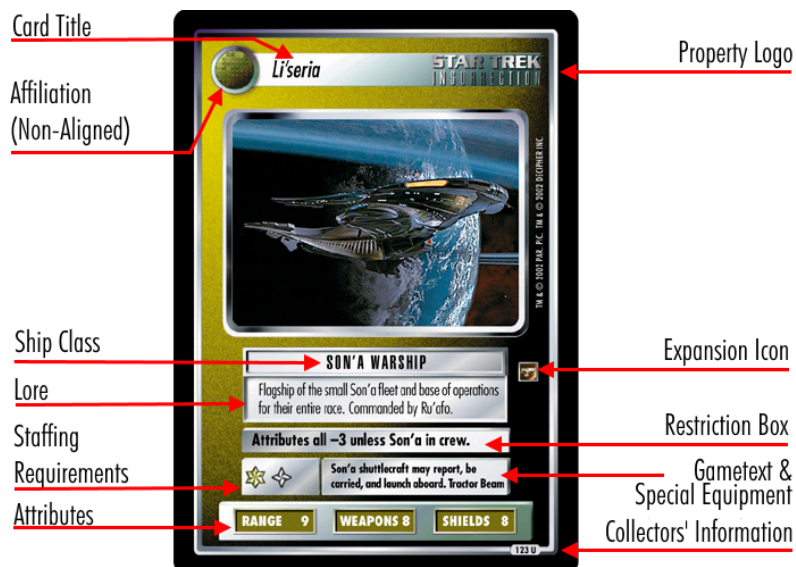 Card Title
Affiliation
(Non-Aligned)
Ship Class
Lore
Staffing
Requirements
Attributes
Li'seria
STAR TREK
INSURRECTION
TM & © 2002 PAR. PIC. TM & © 2002 DECIPHER INC.
SON'A WARSHIP
Flagship of the small Son'a fleet and base of operations
for their entire race. Commanded by Ru'afo.
Attributes all –3 unless Son'a in crew.
Son'a shuttlecraft may report, be
carried, and launch aboard. Tractor Beam
RANGE 9 WEAPONS 8 SHIELDS 8
123 U
Property Logo
Expansion Icon
Restriction Box
Gametext &
Special Equipment
Collectors' Information